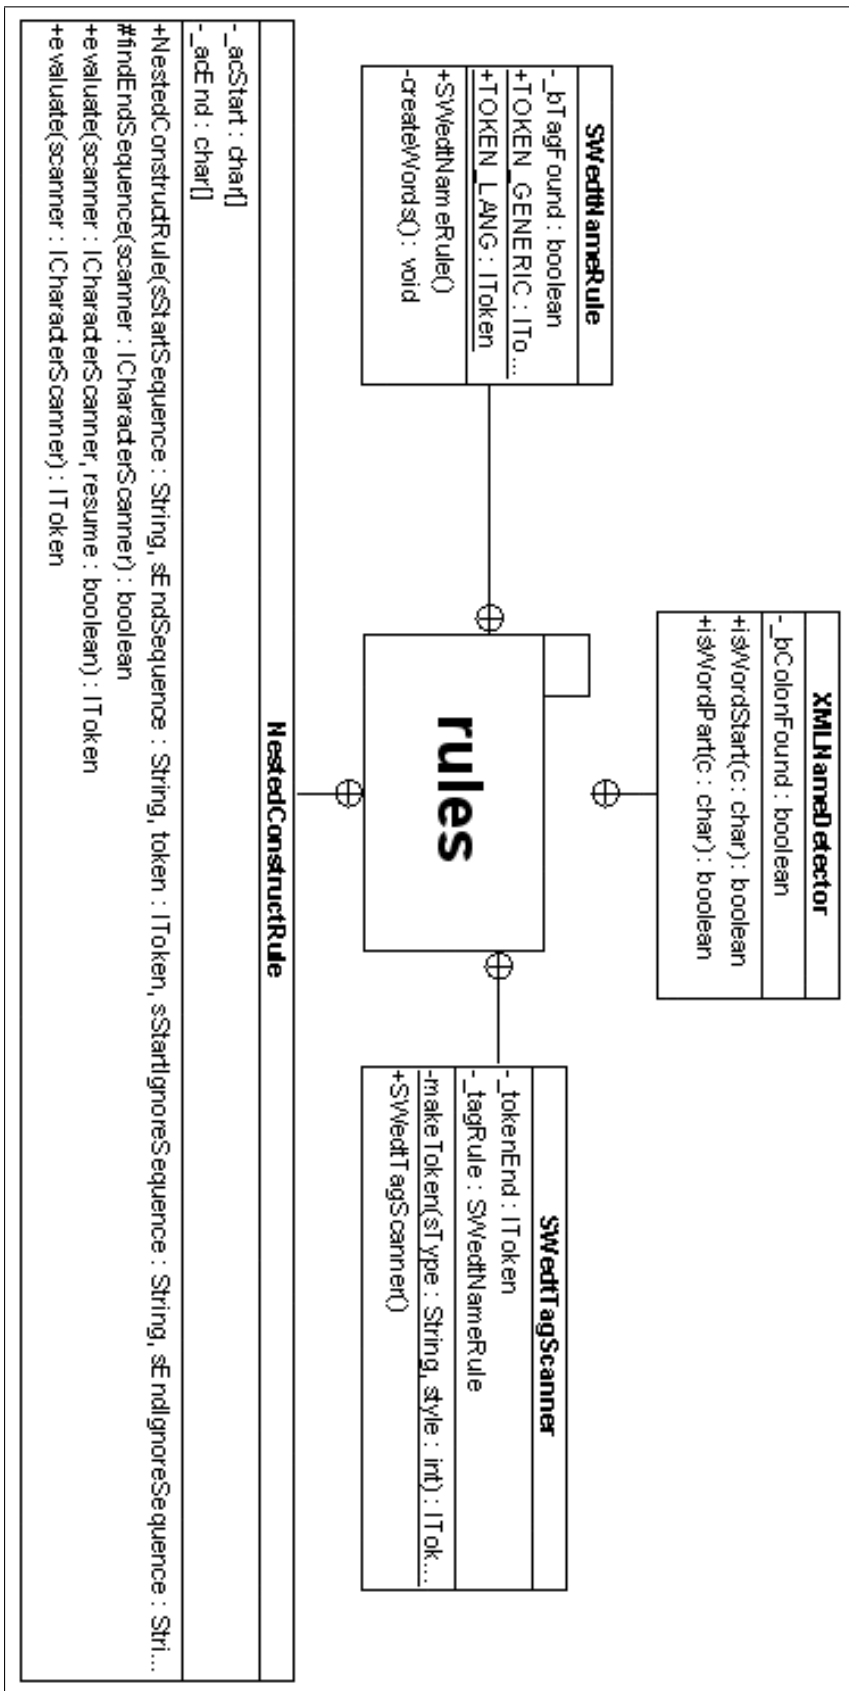 XMLNameDetector
-_bColonFound : boolean
+isWordStart(c : char) : boolean
+isWordPart(c : char) : boolean
SWedtNameRule
-_bTagFound : boolean
+TOKEN_GENERIC : ITo...
+TOKEN_LANG : IToken
+SWedtNameRule()
-createWords() : void
rules
SWedtTagScanner
-_tokenEnd : IToken
-_tagRule : SWedtNameRule
-makeToken(sType : String, style : int) : ITok...
+SWedtTagScanner()
NestedConstructRule
-_acStart : char[]
-_acEnd : char[]
+NestedConstructRule(sStartSequence : String, sEndSequence : String, token : IToken, sStartIgnoreSequence : String, sEndIgnoreSequence : Stri...
#findEndSequence(scanner : ICharacterScanner) : boolean
+evaluate(scanner : ICharacterScanner, resume : boolean) : IToken
+evaluate(scanner : ICharacterScanner) : IToken